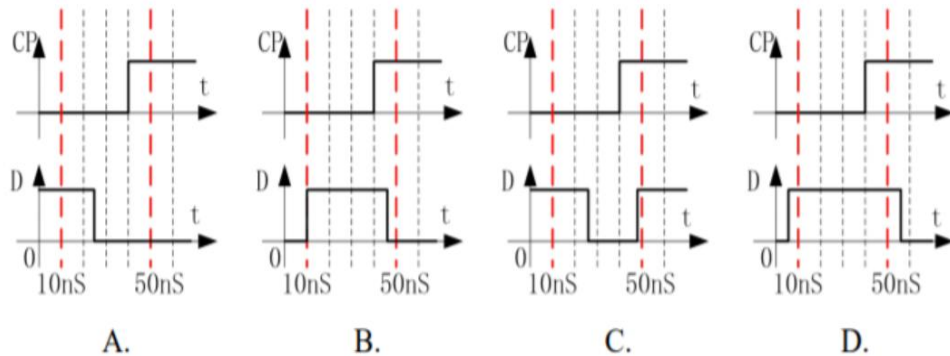 CP CP CP CP
t t t t
D D D D
t t t t
0 0 0 0
10nS 50nS 10nS 50nS 10nS 50nS 10nS 50nS
A. B. C. D.